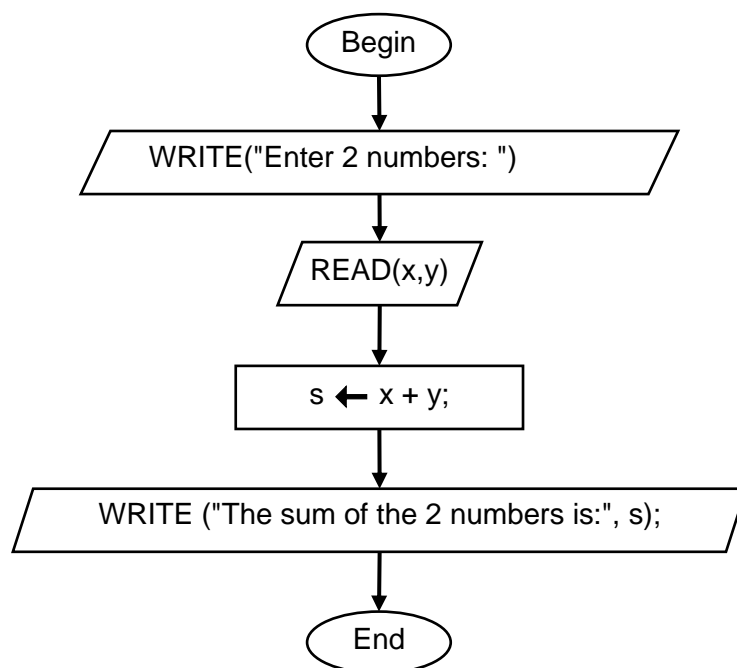 Begin
WRITE("Enter 2 numbers: ")
READ(x,y)
s ← x + y;
WRITE ("The sum of the 2 numbers is:", s);
End